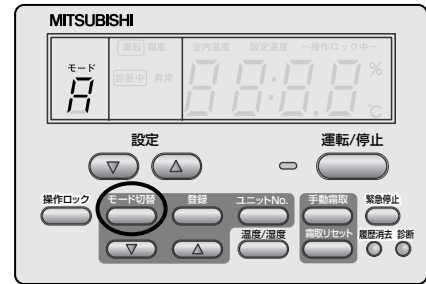 MITSUBISHI
運転 霜取 室内温度 設定温度 −操作ロック中−
モード
A
診断中 異常
88:8.8 % ℃
設定
運転/停止
▽ △
操作ロック モード切替 登録 ユニットNo. 手動霜取 緊急停止
▽ △ 温度/湿度 霜取リセット 履歴消去 診断